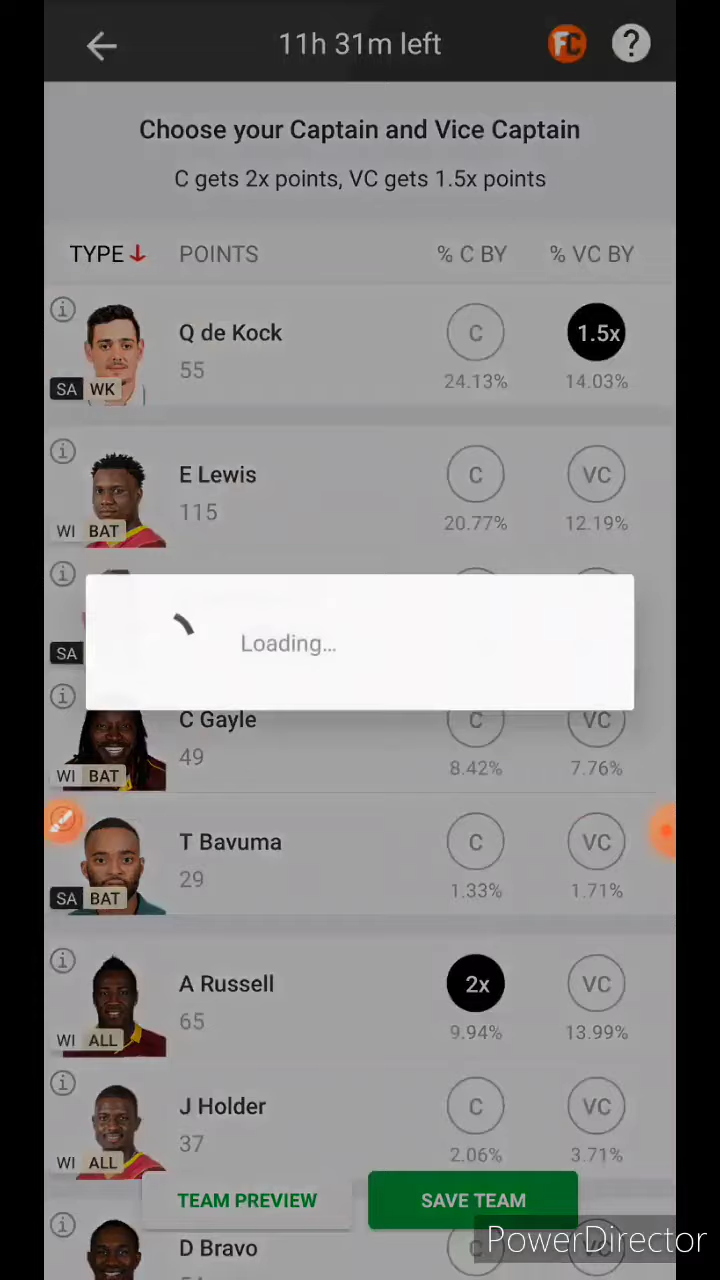 11h 31m left FC ?
Choose your Captain and Vice Captain
C gets 2x points, VC gets 1.5x points
TYPE POINTS % C BY % VC BY
Q de Kock C 1.5x
55 24.13% 14.03%
SA WK
E Lewis C VC
115 20.77% 12.19%
WI BAT
Loading...
SA
C Gayle C VC
49 8.42% 7.76%
WI BAT
T Bavuma C VC
29 1.33% 1.71%
SA BAT
A Russell 2x VC
65 9.94% 13.99%
WI ALL
J Holder C VC
37 2.06% 3.71%
WI ALL
TEAM PREVIEW SAVE TEAM
D Bravo C VC
PowerDirector